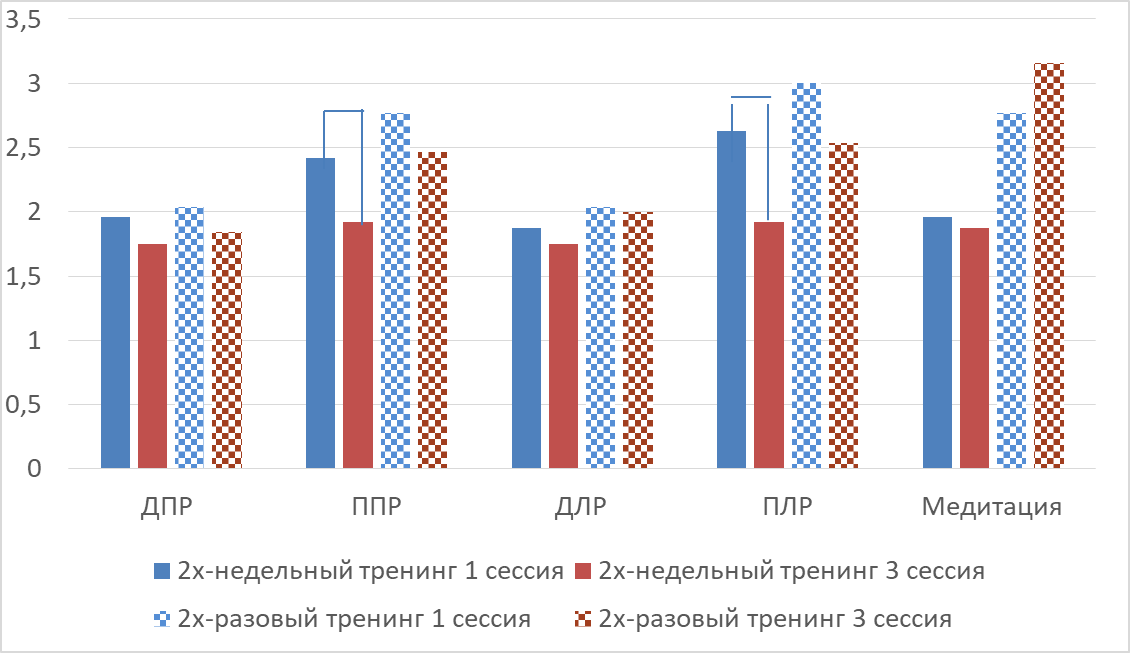 3,5
3
2,5
2
1,5
1
0,5
0
ДПР ППР ДЛР ПЛР Медитация
2х-недельный тренинг 1 сессия 2х-недельный тренинг 3 сессия
2х-разовый тренинг 1 сессия 2х-разовый тренинг 3 сессия